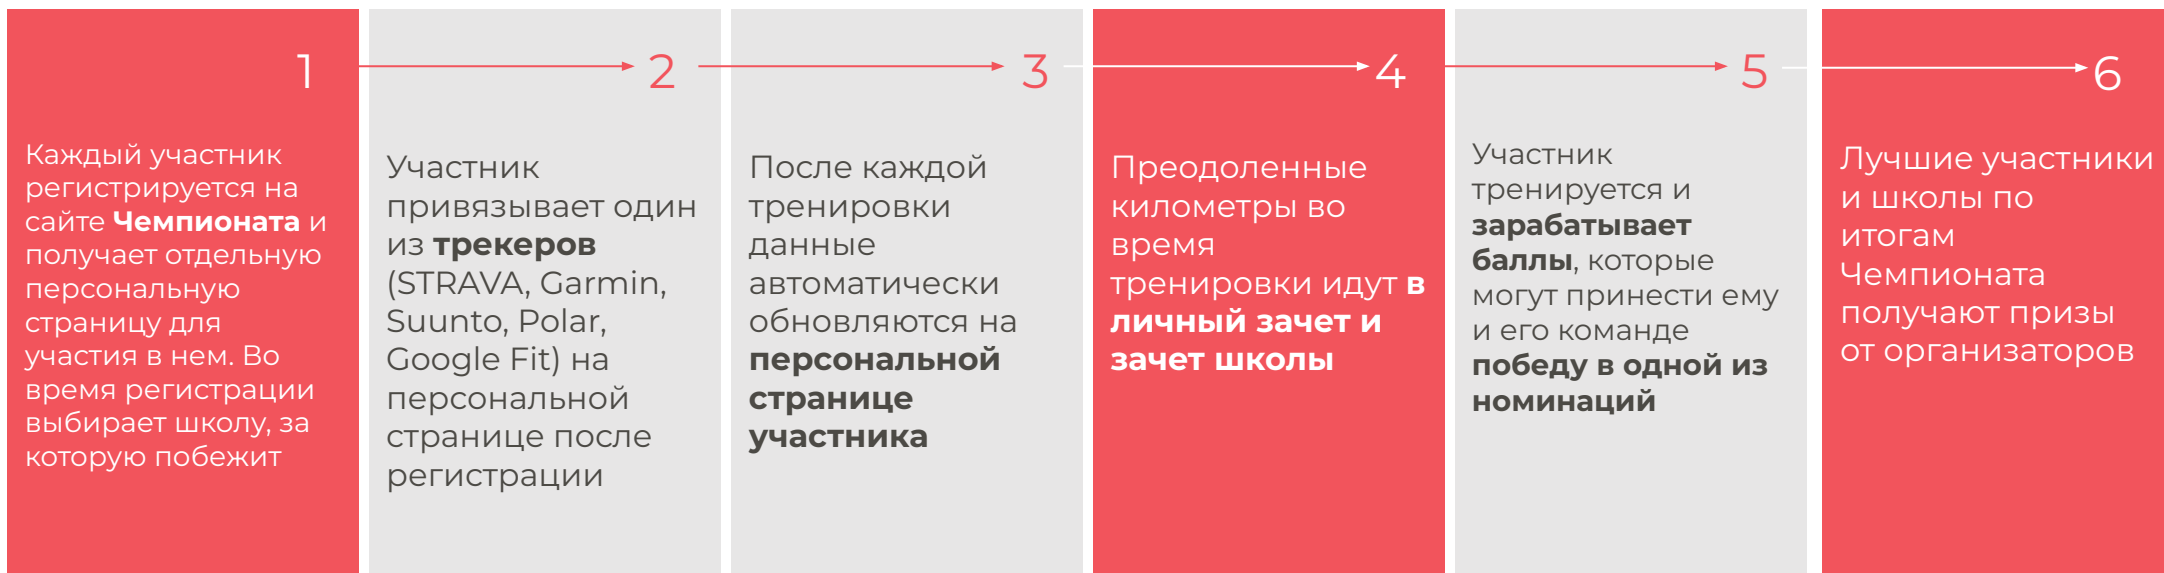 1
Каждый участник
регистрируется на
сайте Чемпионата и
получает отдельную
персональную
страницу для
участия в нем. Во
время регистрации
выбирает школу, за
которую побежит
2
Участник
привязывает один
из трекеров
(STRAVA, Garmin,
Suunto, Polar,
Google Fit) на
персональной
странице после
регистрации
3
После каждой
тренировки
данные
автоматически
обновляются на
персональной
странице
участника
4
Преодоленные
километры во
время
тренировки идут в
личный зачет и
зачет школы
5
Участник
тренируется и
зарабатывает
баллы, которые
могут принести ему
и его команде
победу в одной из
номинаций
6
Лучшие участники
и школы по
итогам
Чемпионата
получают призы
от организаторов